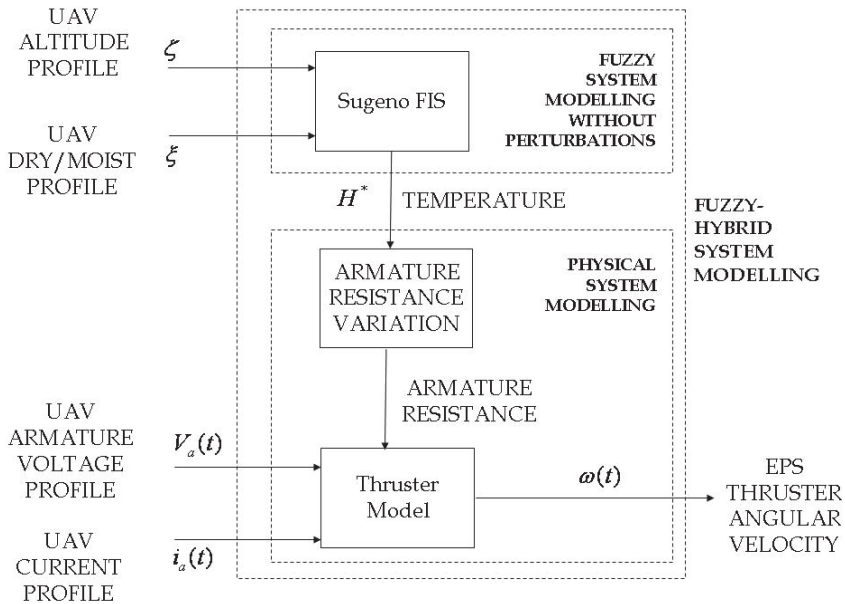 UAV
ALTITUDE
PROFILE
ζ
UAV
DRY/MOIST
PROFILE
ξ
Sugeno FIS
FUZZY
SYSTEM
MODELLING
WITHOUT
PERTURBATIONS
H*
TEMPERATURE
FUZZY-
HYBRID
SYSTEM
MODELLING
ARMATURE
RESISTANCE
VARIATION
PHYSICAL
SYSTEM
MODELLING
ARMATURE
RESISTANCE
UAV
ARMATURE
VOLTAGE
PROFILE
Vₐ(t)
UAV
CURRENT
PROFILE
iₐ(t)
Thruster
Model
ω(t)
EPS
THRUSTER
ANGULAR
VELOCITY